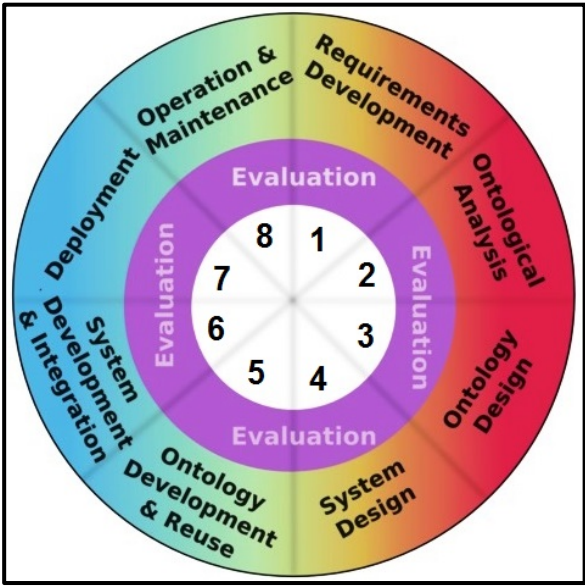 Requirements
Development
Ontological
Analysis
Ontology
Design
System
Design
Ontology
Development
& Reuse
System
Development
& Integration
Deployment
Operation &
Maintenance
Evaluation
Evaluation
Evaluation
Evaluation
1
2
3
4
5
6
7
8